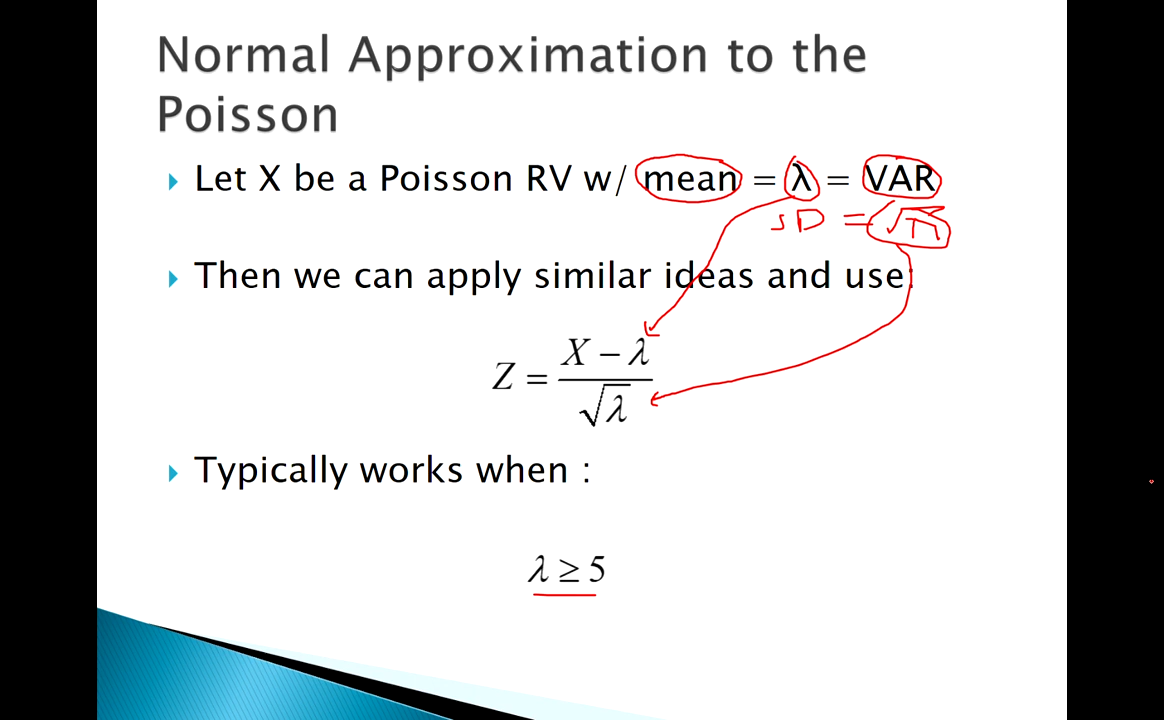 Normal Approximation to the
Poisson
Let X be a Poisson RV w/ mean = λ = VAR
SD = √π
Then we can apply similar ideas and use:
Z = (X − λ) / √λ
Typically works when :
λ ≥ 5